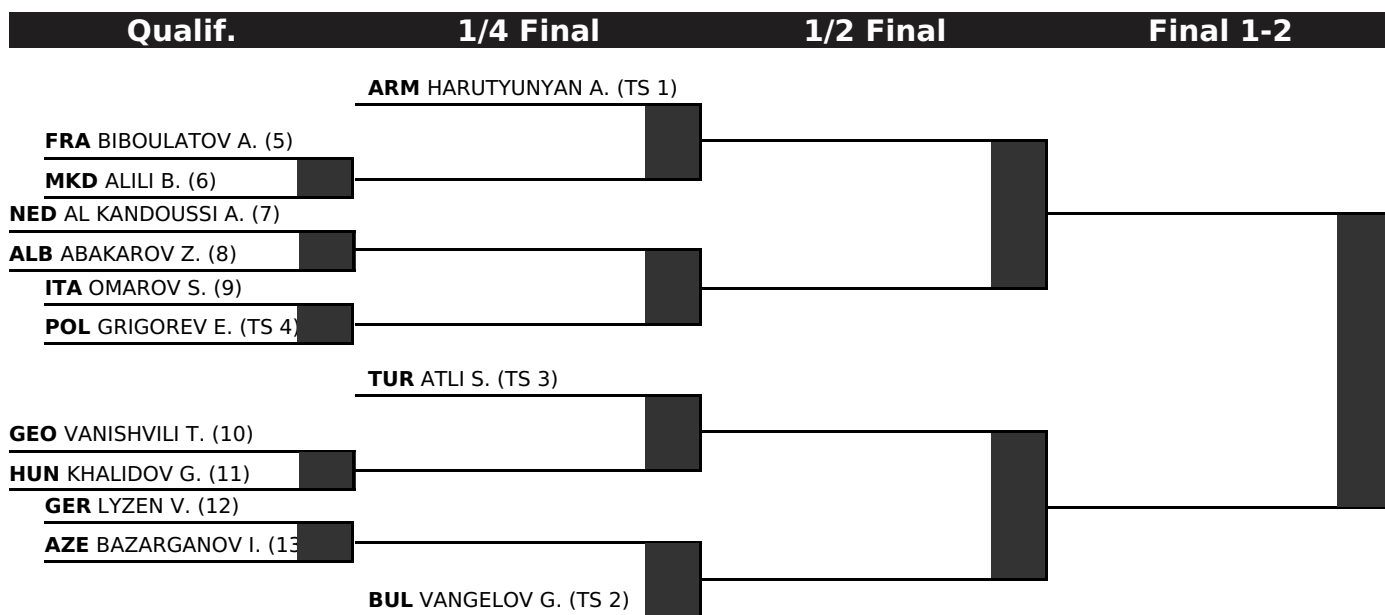 Qualif. 1/4 Final 1/2 Final Final 1-2
ARM HARUTYUNYAN A. (TS 1)
FRA BIBOULATOV A. (5)
MKD ALILI B. (6)
NED AL KANDOUSSI A. (7)
ALB ABAKAROV Z. (8)
ITA OMAROV S. (9)
POL GRIGOREV E. (TS 4)
TUR ATLI S. (TS 3)
GEO VANISHVILI T. (10)
HUN KHALIDOV G. (11)
GER LYZEN V. (12)
AZE BAZARGANOV I. (13
BUL VANGELOV G. (TS 2)